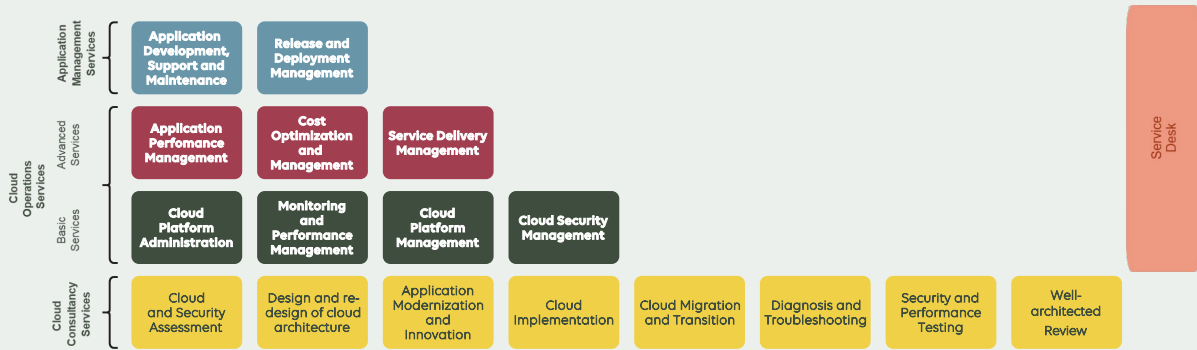 Application
Management
Services
Application
Development,
Support and
Maintenance
Release and
Deployment
Management
Cloud
Operations
Services
Advanced
Services
Application
Perfomance
Management
Cost
Optimization
and
Management
Service Delivery
Management
Basic
Services
Cloud
Platform
Administration
Monitoring
and
Performance
Management
Cloud
Platform
Management
Cloud Security
Management
Cloud
Consultancy
Services
Cloud
and Security
Assessment
Design and re-
design of cloud
architecture
Application
Modernization
and
Innovation
Cloud
Implementation
Cloud Migration
and Transition
Diagnosis and
Troubleshooting
Security and
Performance
Testing
Well-
architected
Review
Service
Desk